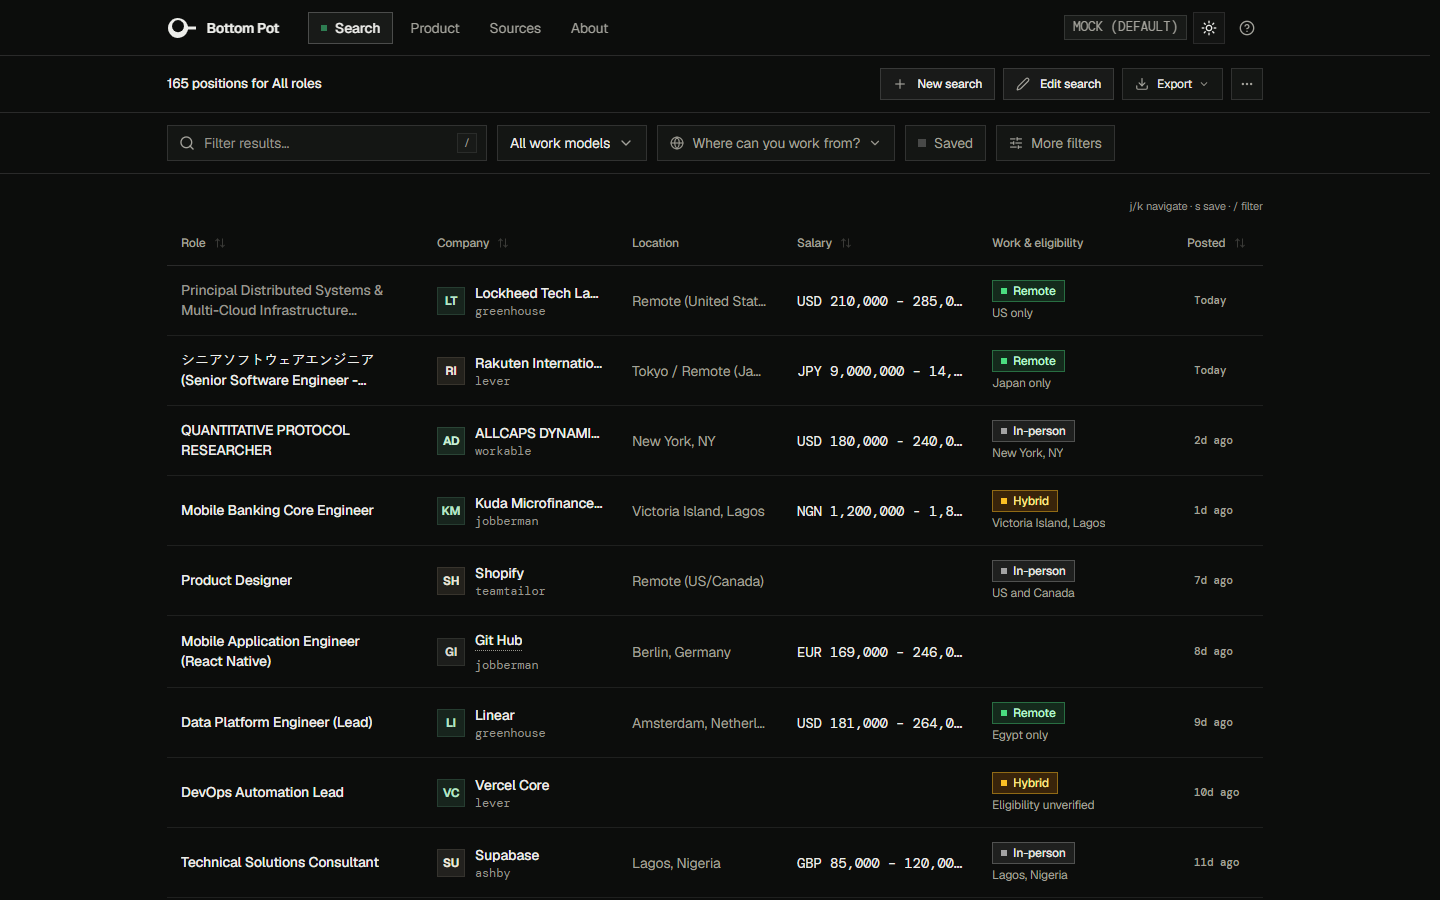 Bottom Pot
Search
Product
Sources
About
MOCK (DEFAULT)
165 positions for All roles
New search
Edit search
Export
Filter results...
/
All work models
Where can you work from?
Saved
More filters
j/k navigate · s save · / filter
Role
Company
Location
Salary
Work & eligibility
Posted
Principal Distributed Systems &
Multi-Cloud Infrastructure...
LT
Lockheed Tech La...
greenhouse
Remote (United Stat...
USD 210,000 – 285,0...
Remote
US only
Today
シニアソフトウェアエンジニア
(Senior Software Engineer -...
RI
Rakuten Internatio...
lever
Tokyo / Remote (Ja...
JPY 9,000,000 – 14,...
Remote
Japan only
Today
QUANTITATIVE PROTOCOL
RESEARCHER
AD
ALLCAPS DYNAMI...
workable
New York, NY
USD 180,000 – 240,0...
In-person
New York, NY
2d ago
Mobile Banking Core Engineer
KM
Kuda Microfinance...
jobberman
Victoria Island, Lagos
NGN 1,200,000 - 1,8...
Hybrid
Victoria Island, Lagos
1d ago
Product Designer
SH
Shopify
teamtailor
Remote (US/Canada)
In-person
US and Canada
7d ago
Mobile Application Engineer
(React Native)
GI
Git Hub
jobberman
Berlin, Germany
EUR 169,000 – 246,0...
8d ago
Data Platform Engineer (Lead)
LI
Linear
greenhouse
Amsterdam, Netherl...
USD 181,000 – 264,0...
Remote
Egypt only
9d ago
DevOps Automation Lead
VC
Vercel Core
lever
Hybrid
Eligibility unverified
10d ago
Technical Solutions Consultant
SU
Supabase
ashby
Lagos, Nigeria
GBP 85,000 – 120,00...
In-person
Lagos, Nigeria
11d ago